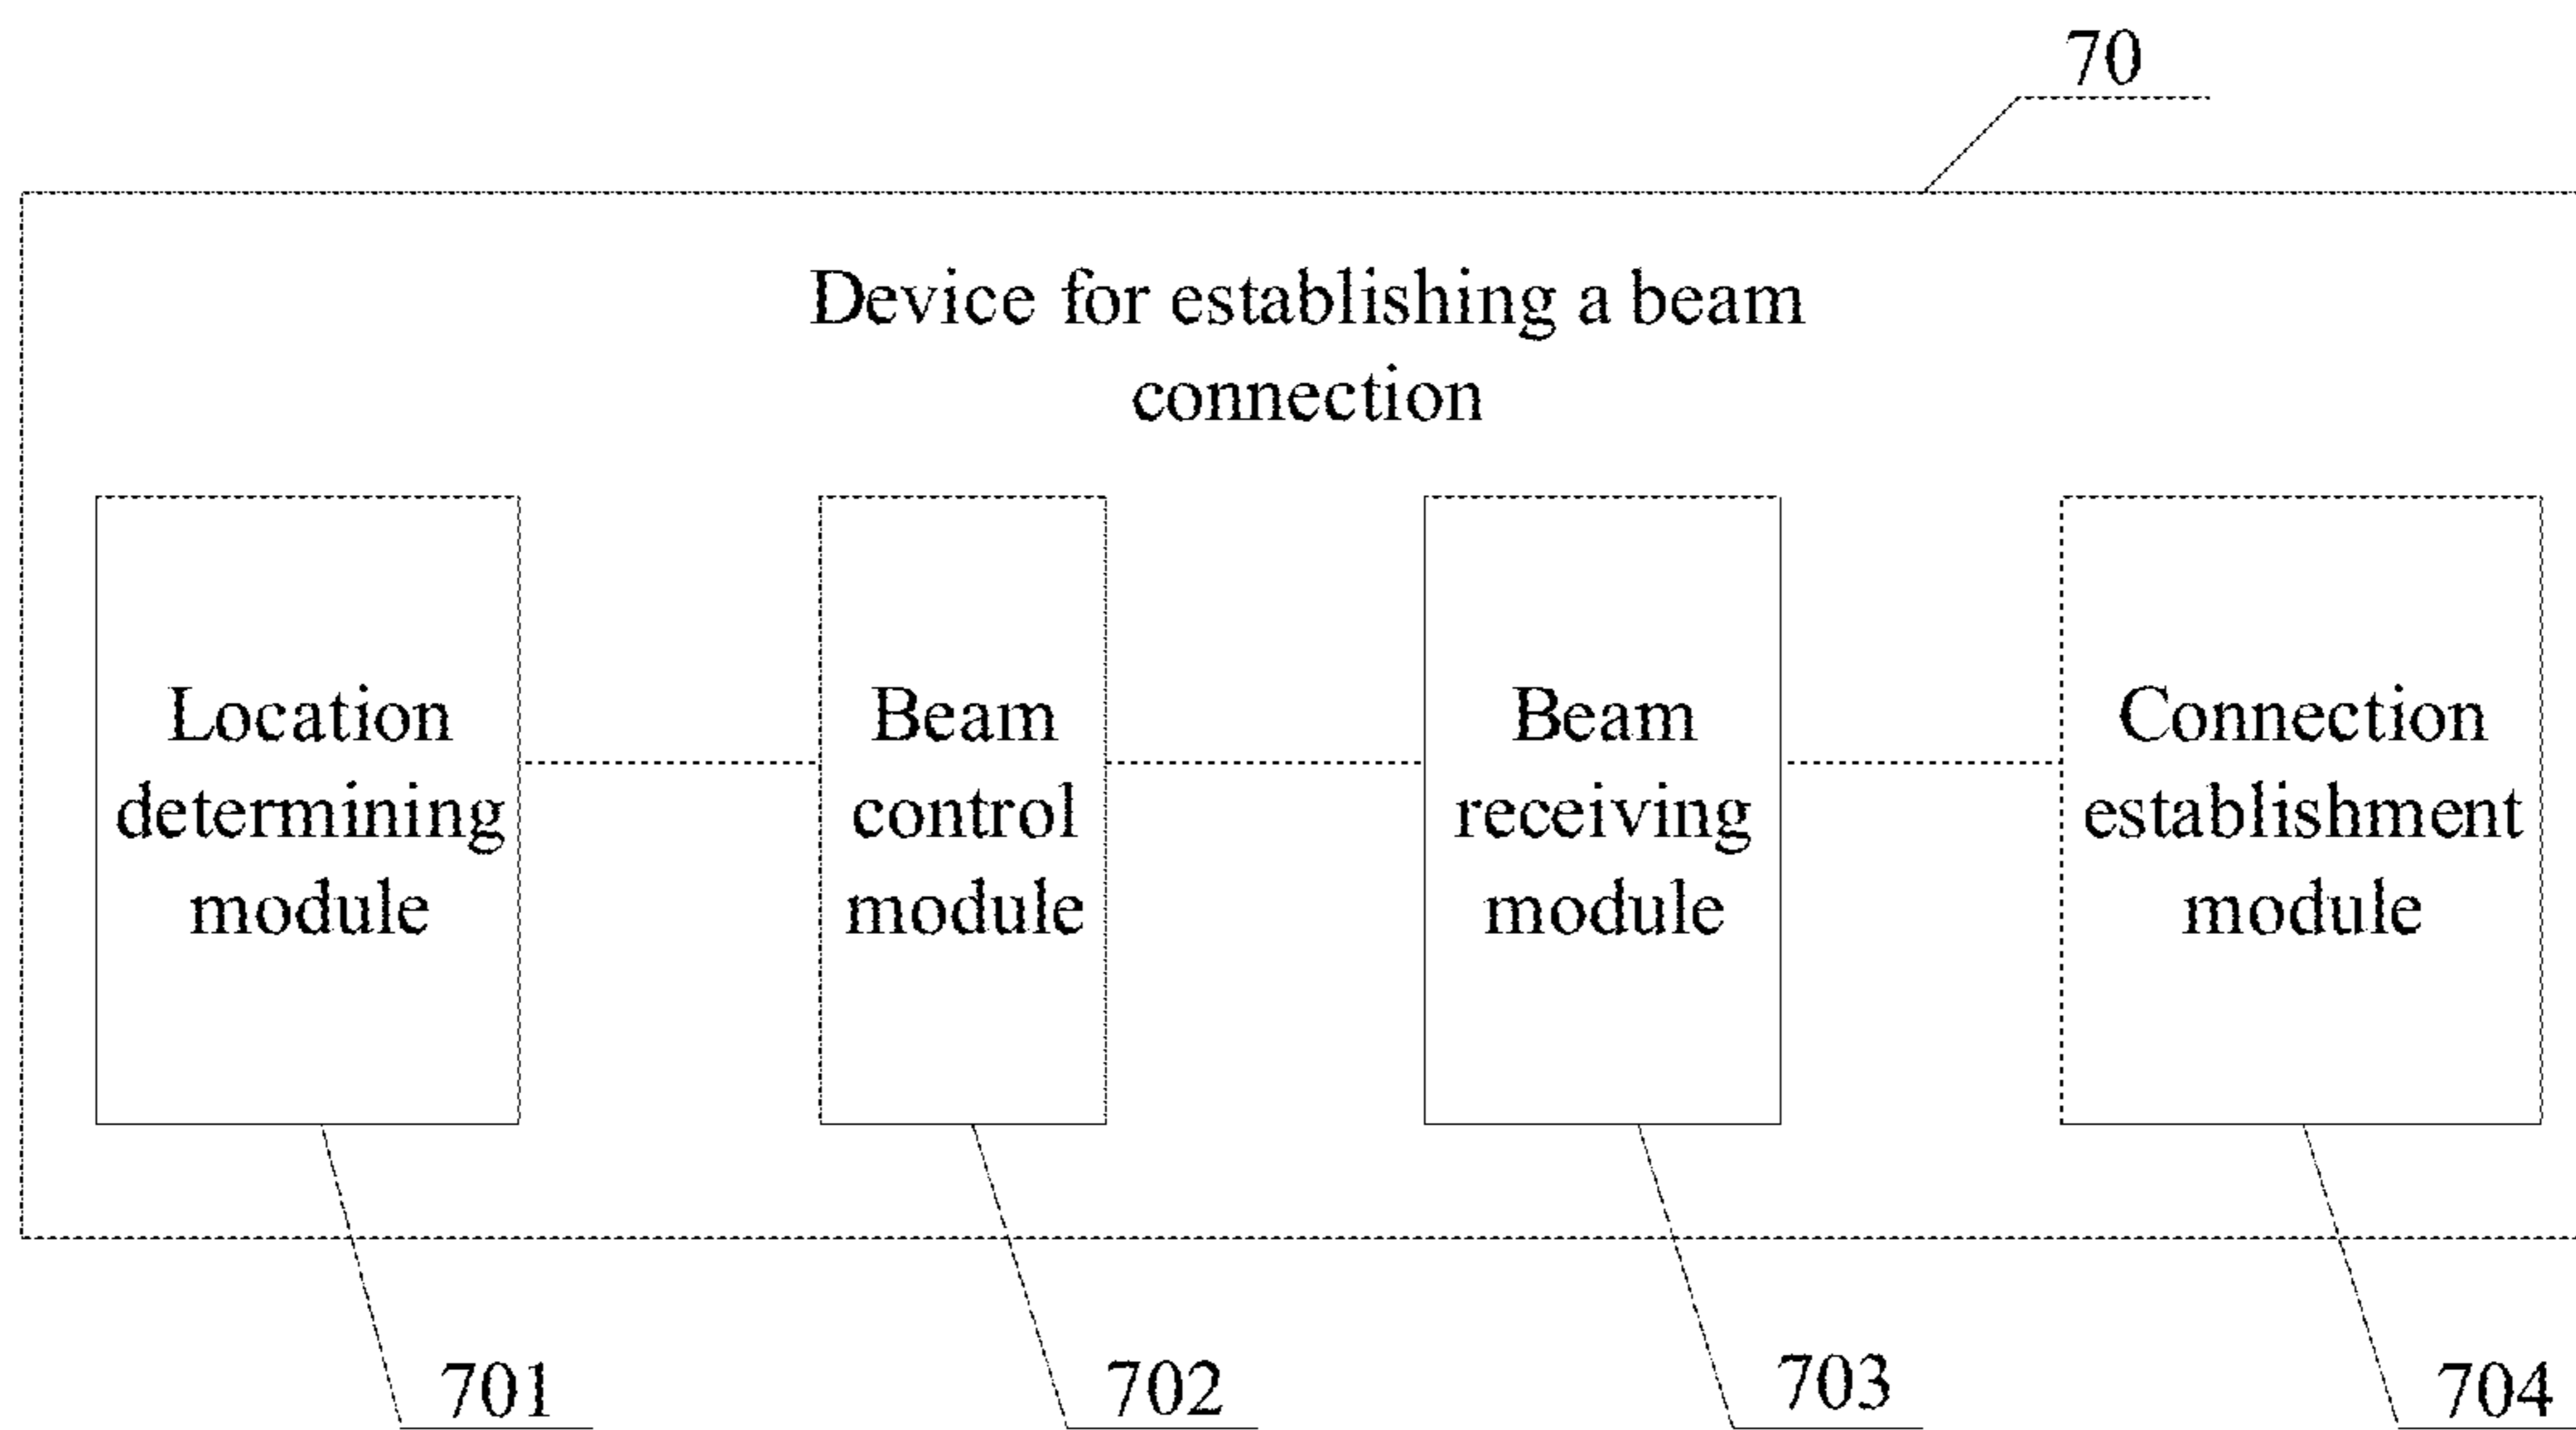 70
Device for establishing a beam
connection
Location
determining
module
Beam
control
module
Beam
receiving
module
Connection
establishment
module
701
702
703
704